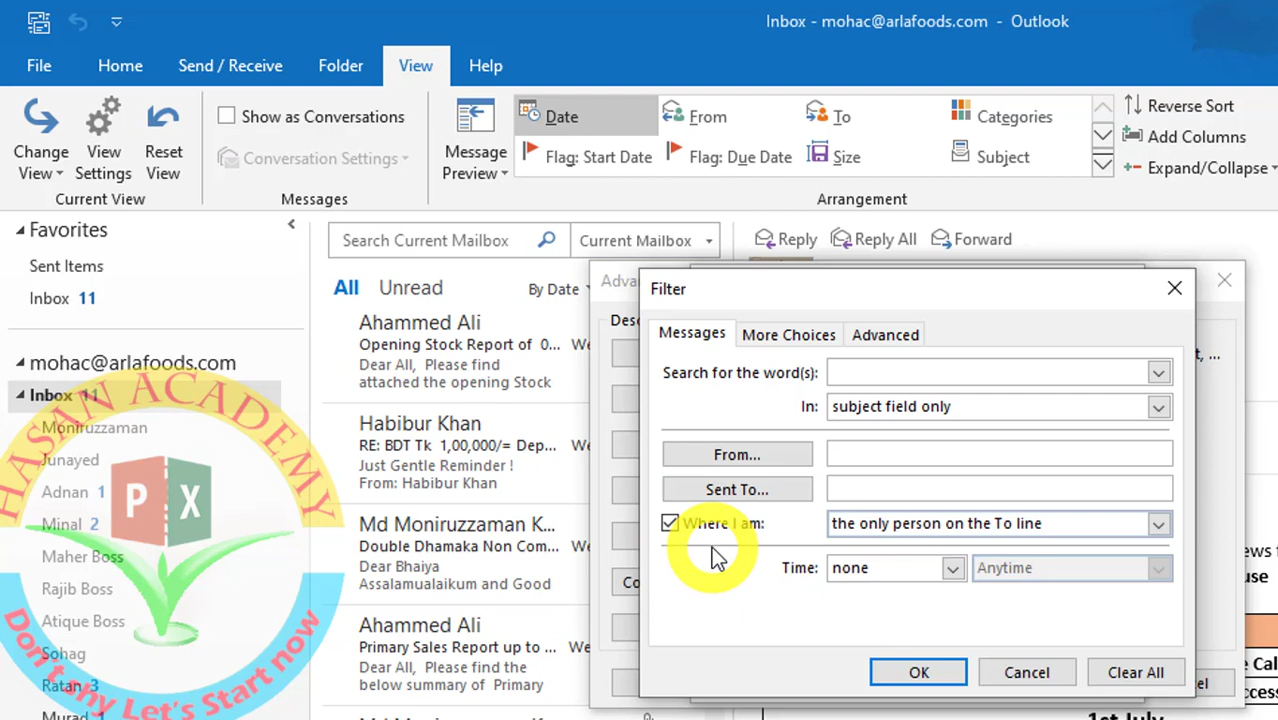 Inbox - mohac@arlafoods.com - Outlook
File Home Send / Receive Folder View Help
Change View
View Settings
Reset View
Current View
Show as Conversations
Conversation Settings
Messages
Message Preview
Date From To Categories
Flag: Start Date Flag: Due Date Size Subject
Arrangement
Reverse Sort
Add Columns
Expand/Collapse
Favorites
Sent Items
Inbox 11
mohac@arlafoods.com
Inbox 11
Moniruzzaman
Junayed
Adnan 1
Minal 2
Maher Boss
Rajib Boss
Atique Boss
Sohag
Ratan 3
Murad
HASAN ACADEMY
P X
Don't shy Let's Start now
Search Current Mailbox Current Mailbox
All Unread By Date
Ahammed Ali
Opening Stock Report of 0... We
Dear All, Please find
attached the opening Stock
Habibur Khan
RE: BDT Tk 1,00,000/= Dep...
Just Gentle Reminder !
From: Habibur Khan
Md Moniruzzaman K...
Double Dhamaka Non Com...
Dear Bhaiya
Assalamualaikum and Good
Ahammed Ali
Primary Sales Report up to ... We
Dear All, Please find the
below summary of Primary
Reply Reply All Forward
Filter
Messages More Choices Advanced
Search for the word(s):
In: subject field only
From...
Sent To...
Where I am: the only person on the To line
Time: none Anytime
OK Cancel Clear All
1st July